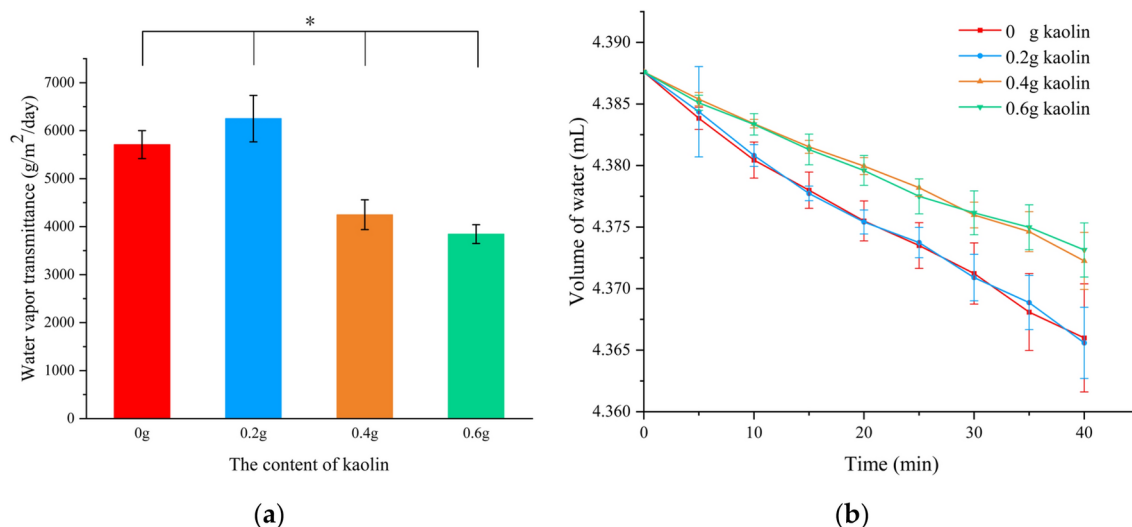 *
Water vapor transmittance (g/m²/day)
7000
6000
5000
4000
3000
2000
1000
0
0g 0.2g 0.4g 0.6g
The content of kaolin
(a)
Volume of water (mL)
4.390
4.385
4.380
4.375
4.370
4.365
4.360
0 g kaolin
0.2g kaolin
0.4g kaolin
0.6g kaolin
0 10 20 30 40
Time (min)
(b)